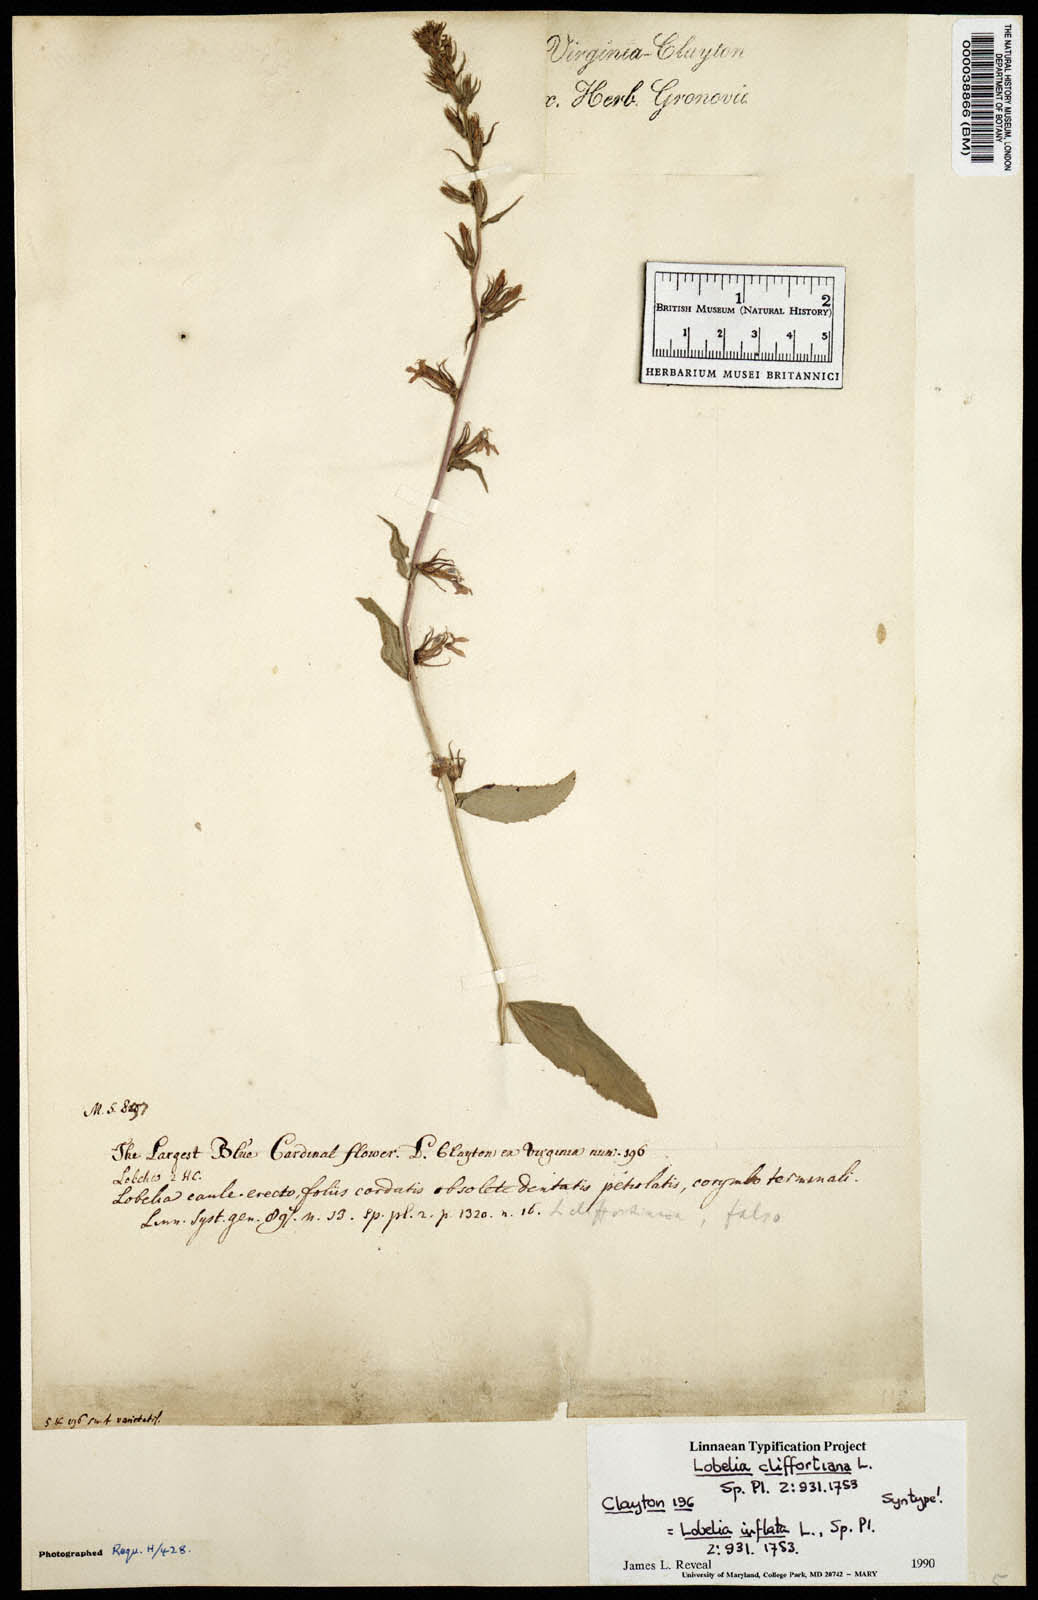 Virginia-Clayton
x. Herb. Gronovii
THE NATURAL HISTORY MUSEUM, LONDON
DEPARTMENT OF BOTANY
000038866 (BM)
1 2
BRITISH MUSEUM (NATURAL HISTORY)
1 2 3 4 5
HERBARIUM MUSEI BRITANNICI
M. S.
The Largest Blue Cardinal flower. D. Clayton ex Virginia num. 196
Lobelia 2 HC.
Lobelia caule erecto, foliis cordatis obsolete dentatis petiolatis, corymbo terminali.
Linn. Syst. gen. 897. n. 13. Sp. pl. 2. p. 1320. n. 16. L. cliffortiana, falso
5 & 196 sunt varietates.
Linnaean Typification Project
Lobelia cliffortiana L.
Sp. Pl. 2:931.1753
Clayton 196 Syntype!
= Lobelia inflata L., Sp. Pl.
2:931. 1753.
James L. Reveal 1990
University of Maryland, College Park, MD 20742 – MARY
Photographed Requ. H/428.
5